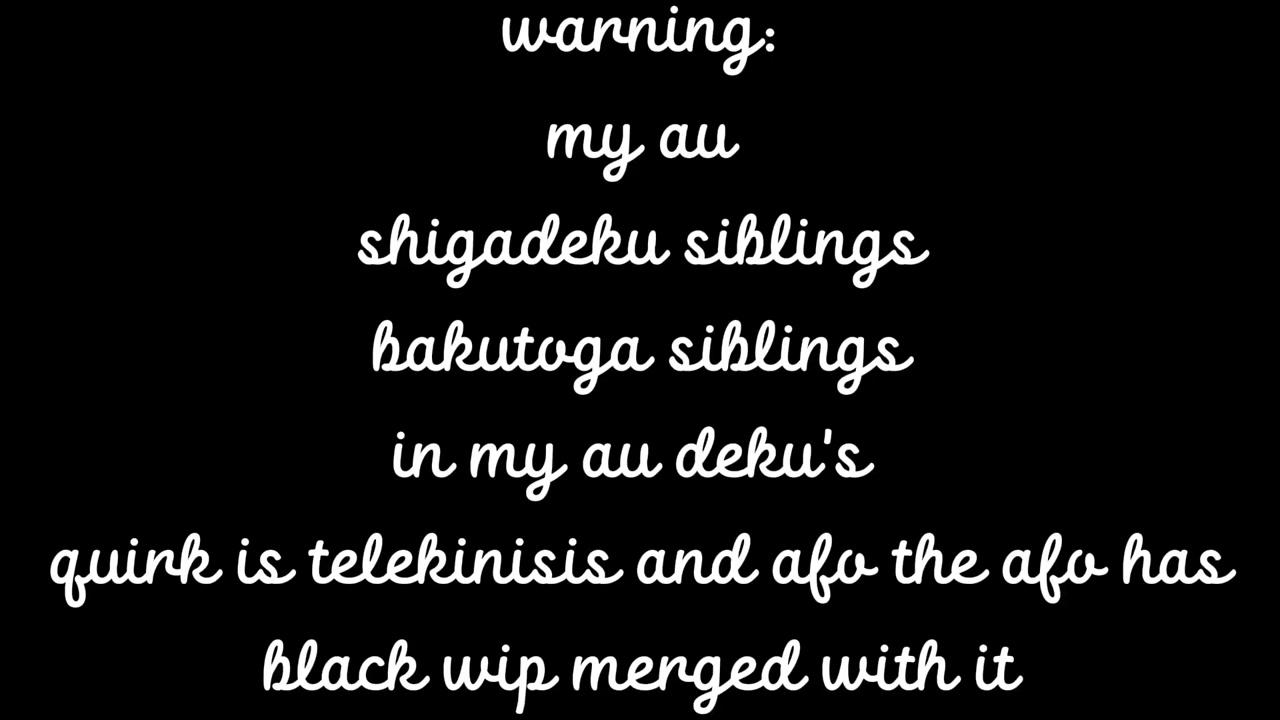 warning:
my au
shigadeku siblings
bakutoga siblings
in my au deku's
quirk is telekinisis and afo the afo has
black wip merged with it